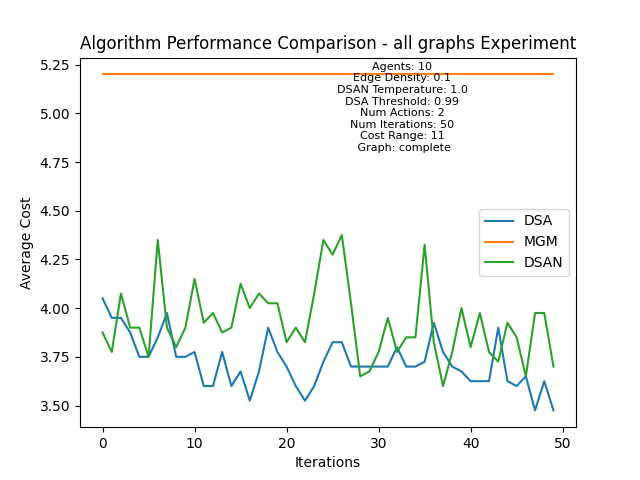 Algorithm Performance Comparison - all graphs Experiment
Agents: 10
Edge Density: 0.1
DSAN Temperature: 1.0
DSA Threshold: 0.99
Num Actions: 2
Num Iterations: 50
Cost Range: 11
Graph: complete
5.25
5.00
4.75
4.50
4.25
4.00
3.75
3.50
Average Cost
DSA
MGM
DSAN
0 10 20 30 40 50
Iterations